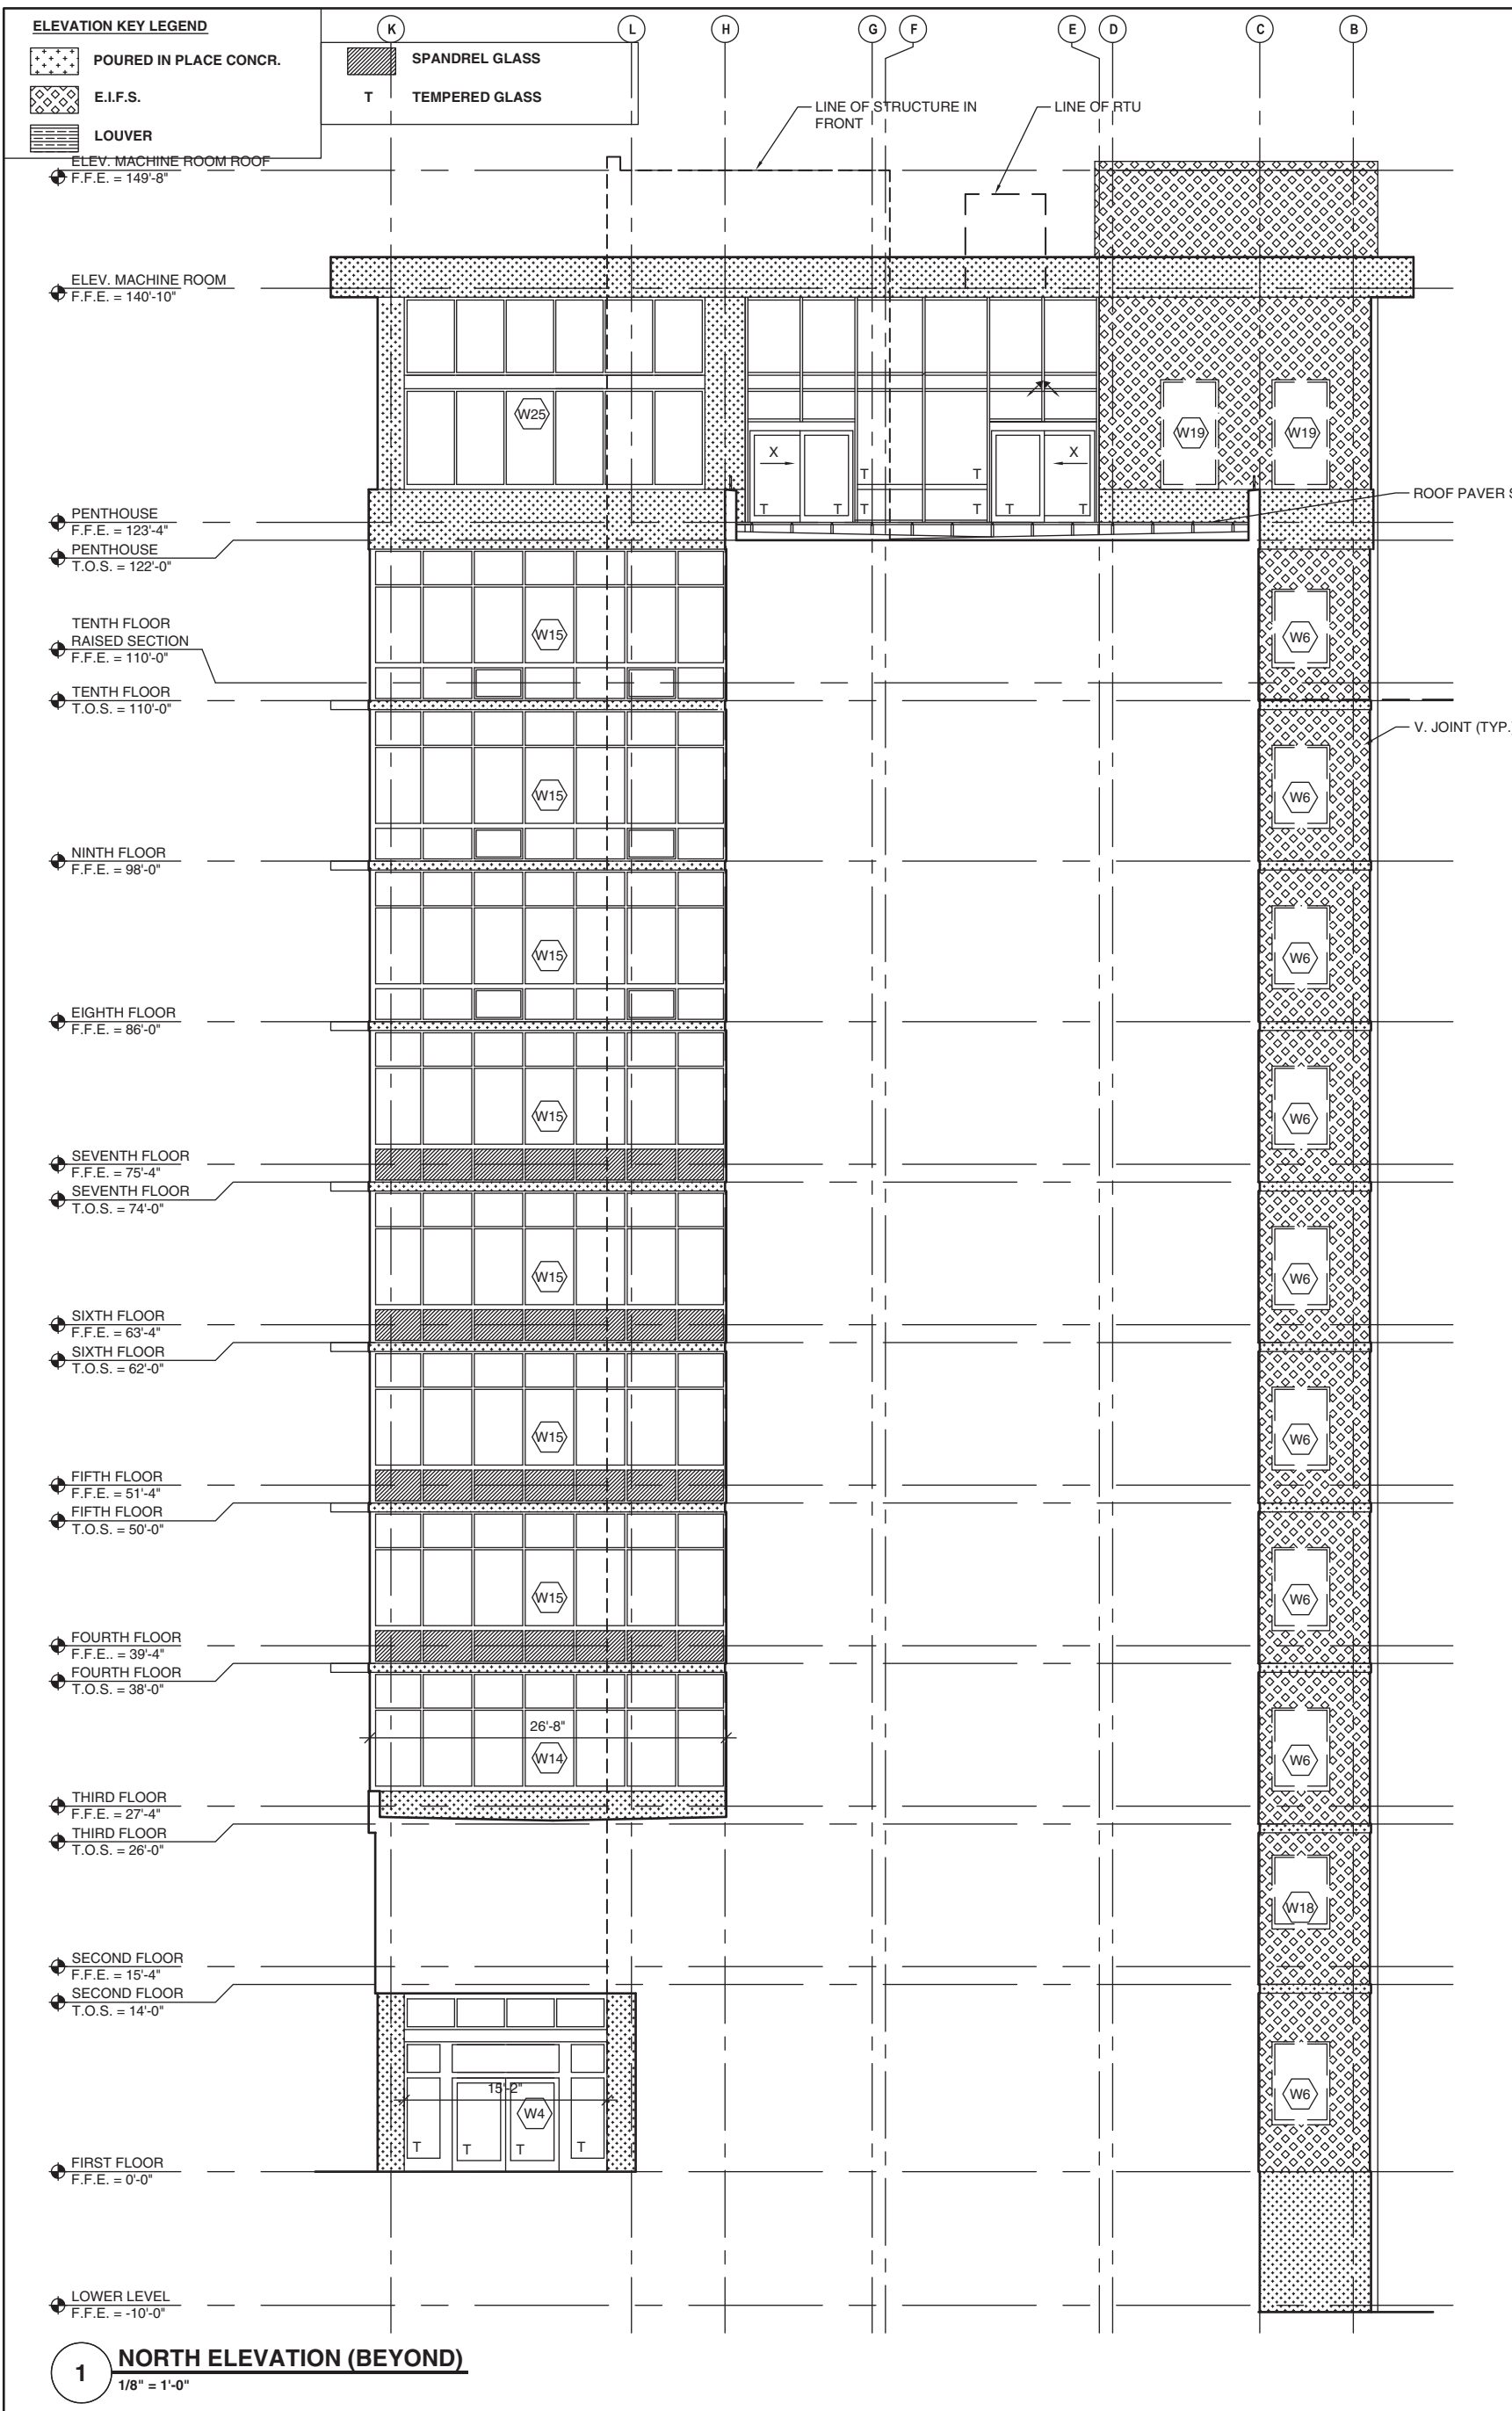 ELEVATION KEY LEGEND
POURED IN PLACE CONCR.
E.I.F.S.
LOUVER
SPANDREL GLASS
T TEMPERED GLASS
K L H G F E D C B
LINE OF STRUCTURE IN
FRONT
LINE OF RTU
ELEV. MACHINE ROOM ROOF
F.F.E. = 149'-8"
ELEV. MACHINE ROOM
F.F.E. = 140'-10"
W25
W19 W19
X X
T T
T T T T T T
ROOF PAVER
PENTHOUSE
F.F.E. = 123'-4"
PENTHOUSE
T.O.S. = 122'-0"
TENTH FLOOR
RAISED SECTION
F.F.E. = 110'-0"
W15 W6
TENTH FLOOR
T.O.S. = 110'-0"
V. JOINT (TYP.
W15 W6
NINTH FLOOR
F.F.E. = 98'-0"
W15 W6
EIGHTH FLOOR
F.F.E. = 86'-0"
W15 W6
SEVENTH FLOOR
F.F.E. = 75'-4"
SEVENTH FLOOR
T.O.S. = 74'-0"
W15 W6
SIXTH FLOOR
F.F.E. = 63'-4"
SIXTH FLOOR
T.O.S. = 62'-0"
W15 W6
FIFTH FLOOR
F.F.E. = 51'-4"
FIFTH FLOOR
T.O.S. = 50'-0"
W15 W6
FOURTH FLOOR
F.F.E.. = 39'-4"
FOURTH FLOOR
T.O.S. = 38'-0"
26'-8"
W14 W6
THIRD FLOOR
F.F.E. = 27'-4"
THIRD FLOOR
T.O.S. = 26'-0"
W18
SECOND FLOOR
F.F.E. = 15'-4"
SECOND FLOOR
T.O.S. = 14'-0"
15'-2"
W4 W6
T T T T
FIRST FLOOR
F.F.E. = 0'-0"
LOWER LEVEL
F.F.E. = -10'-0"
1 NORTH ELEVATION (BEYOND)
1/8" = 1'-0"